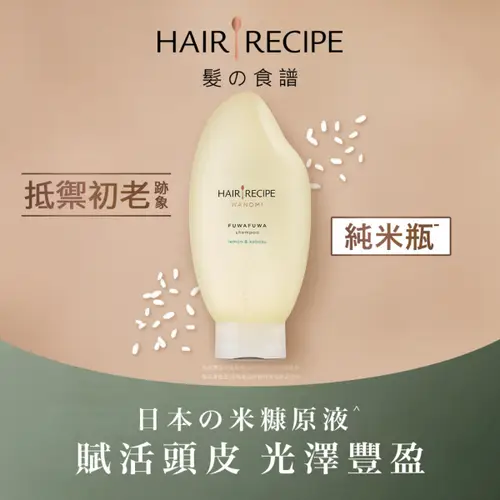 HAIR RECIPE
髮の食譜
抵禦初老跡象
純米瓶~
HAIR RECIPE
WANOMI
FUWAFUWA
shampoo
日本の米糠原液^
賦活頭皮 光澤豐盈